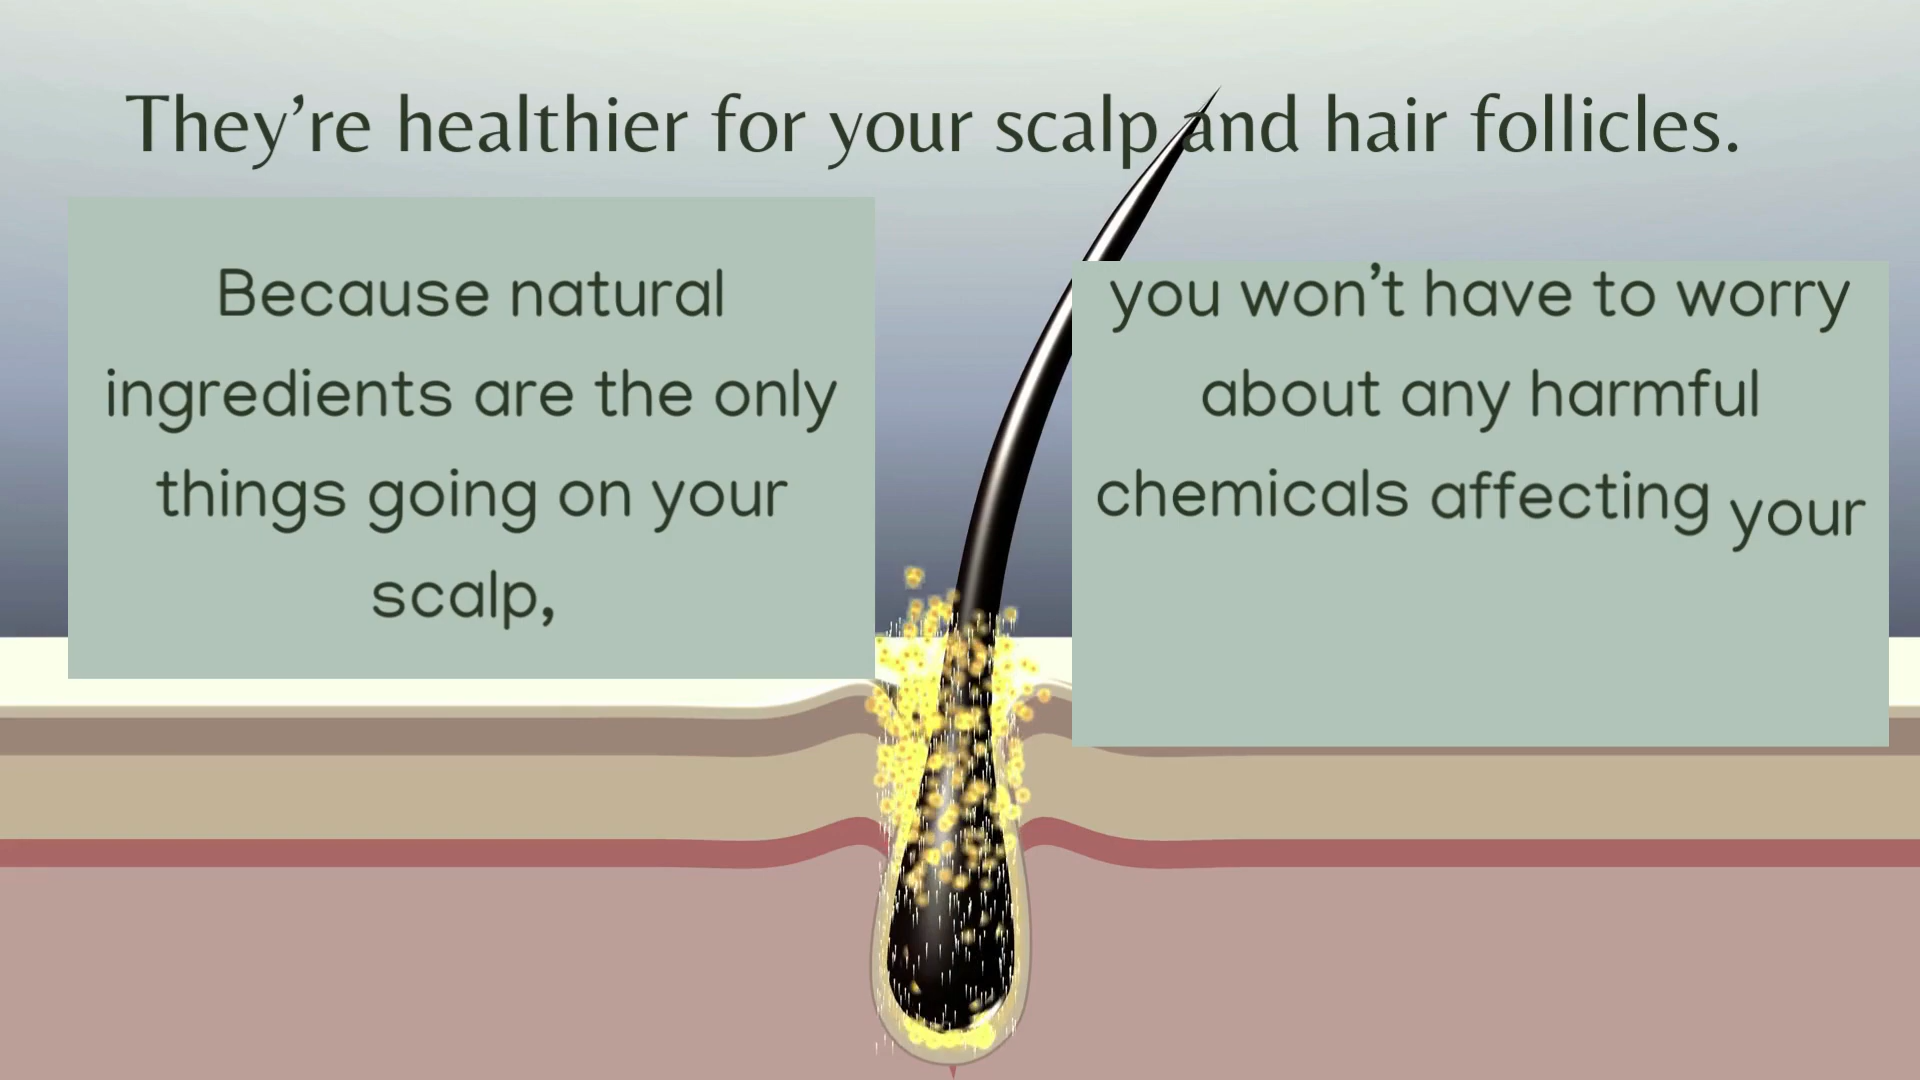 They’re healthier for your scalp and hair follicles.
Because natural
ingredients are the only
things going on your
scalp,
you won’t have to worry
about any harmful
chemicals affecting your